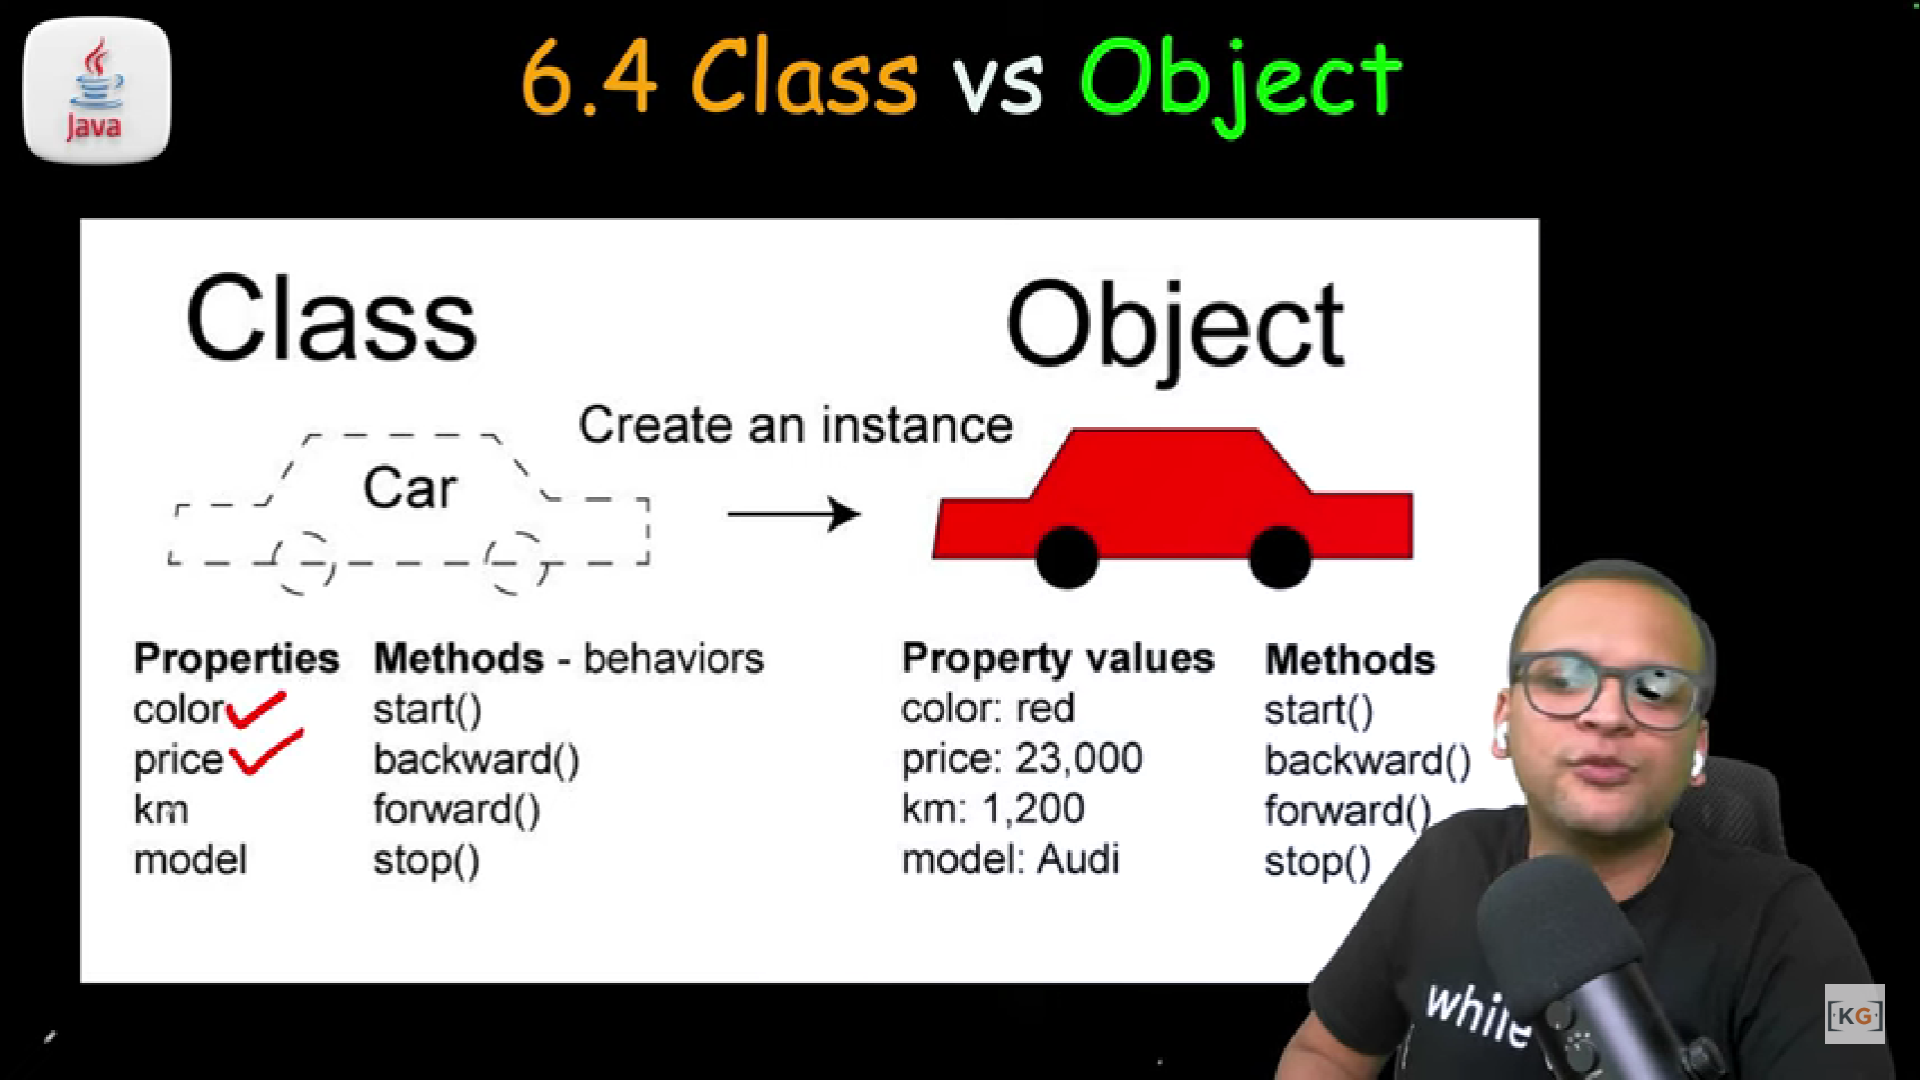 Java
6.4 Class vs Object
Class
Object
Create an instance
Car
Properties
color
price
km
model
Methods - behaviors
start()
backward()
forward()
stop()
Property values
color: red
price: 23,000
km: 1,200
model: Audi
Methods
start()
backward()
forward()
stop()
while
[KG]